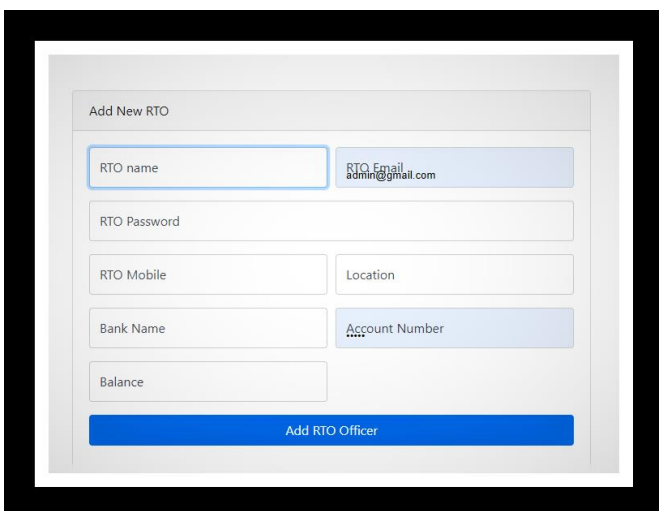 Add New RTO
RTO name
RTO Email
admin@gmail.com
RTO Password
RTO Mobile
Location
Bank Name
Account Number
••••
Balance
Add RTO Officer